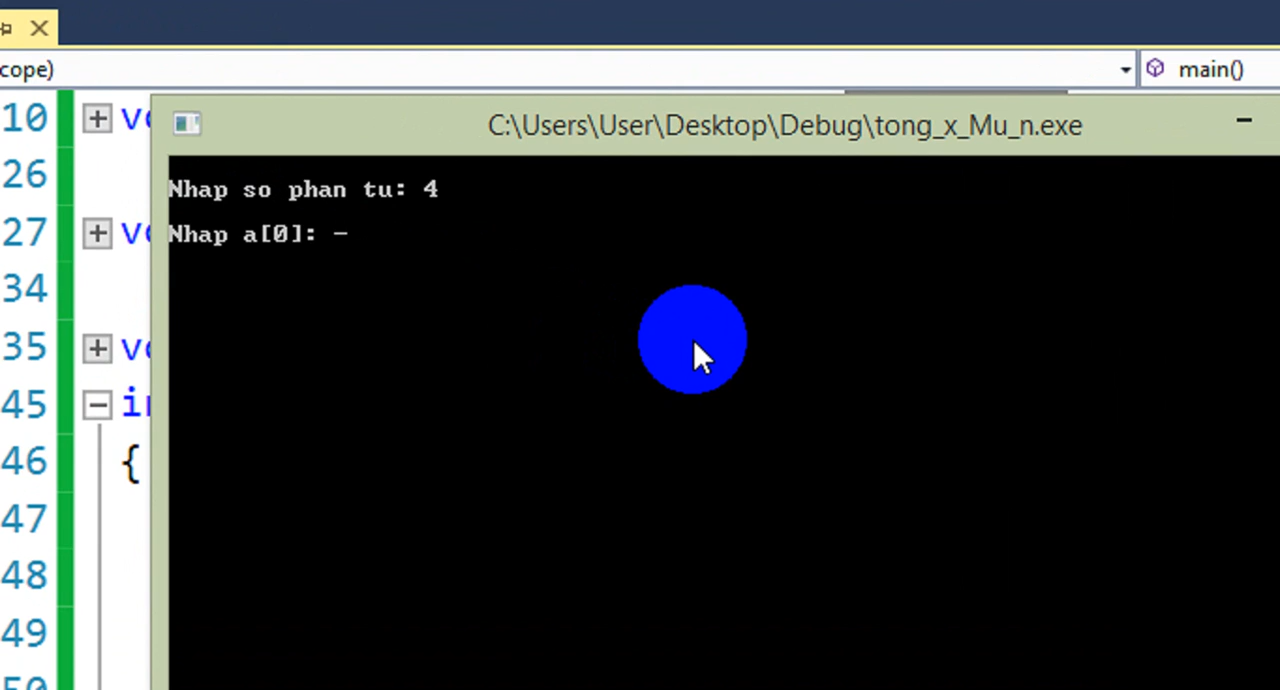 cope)
main()
10
C:\Users\User\Desktop\Debug\tong_x_Mu_n.exe
26
Nhap so phan tu: 4
27
Nhap a[0]:
34
35
45
46 {
47
48
49